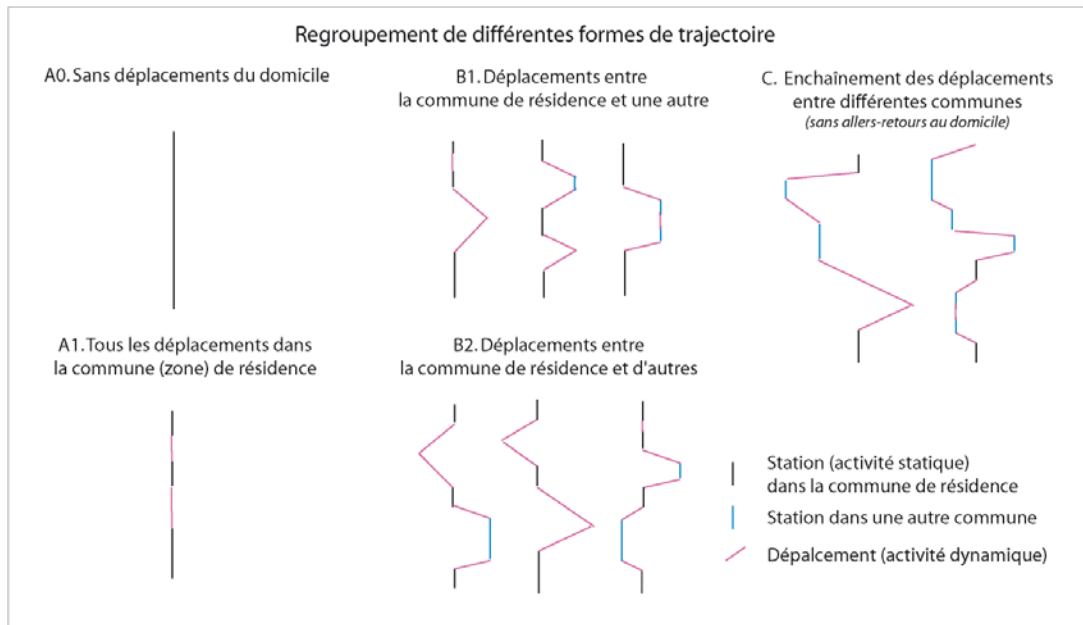 Regroupement de différentes formes de trajectoire
A0. Sans déplacements du domicile
B1. Déplacements entre
la commune de résidence et une autre
C. Enchaînement des déplacements
entre différentes communes
(sans allers-retours au domicile)
A1. Tous les déplacements dans
la commune (zone) de résidence
B2. Déplacements entre
la commune de résidence et d'autres
Station (activité statique)
dans la commune de résidence
Station dans une autre commune
Dépalcement (activité dynamique)